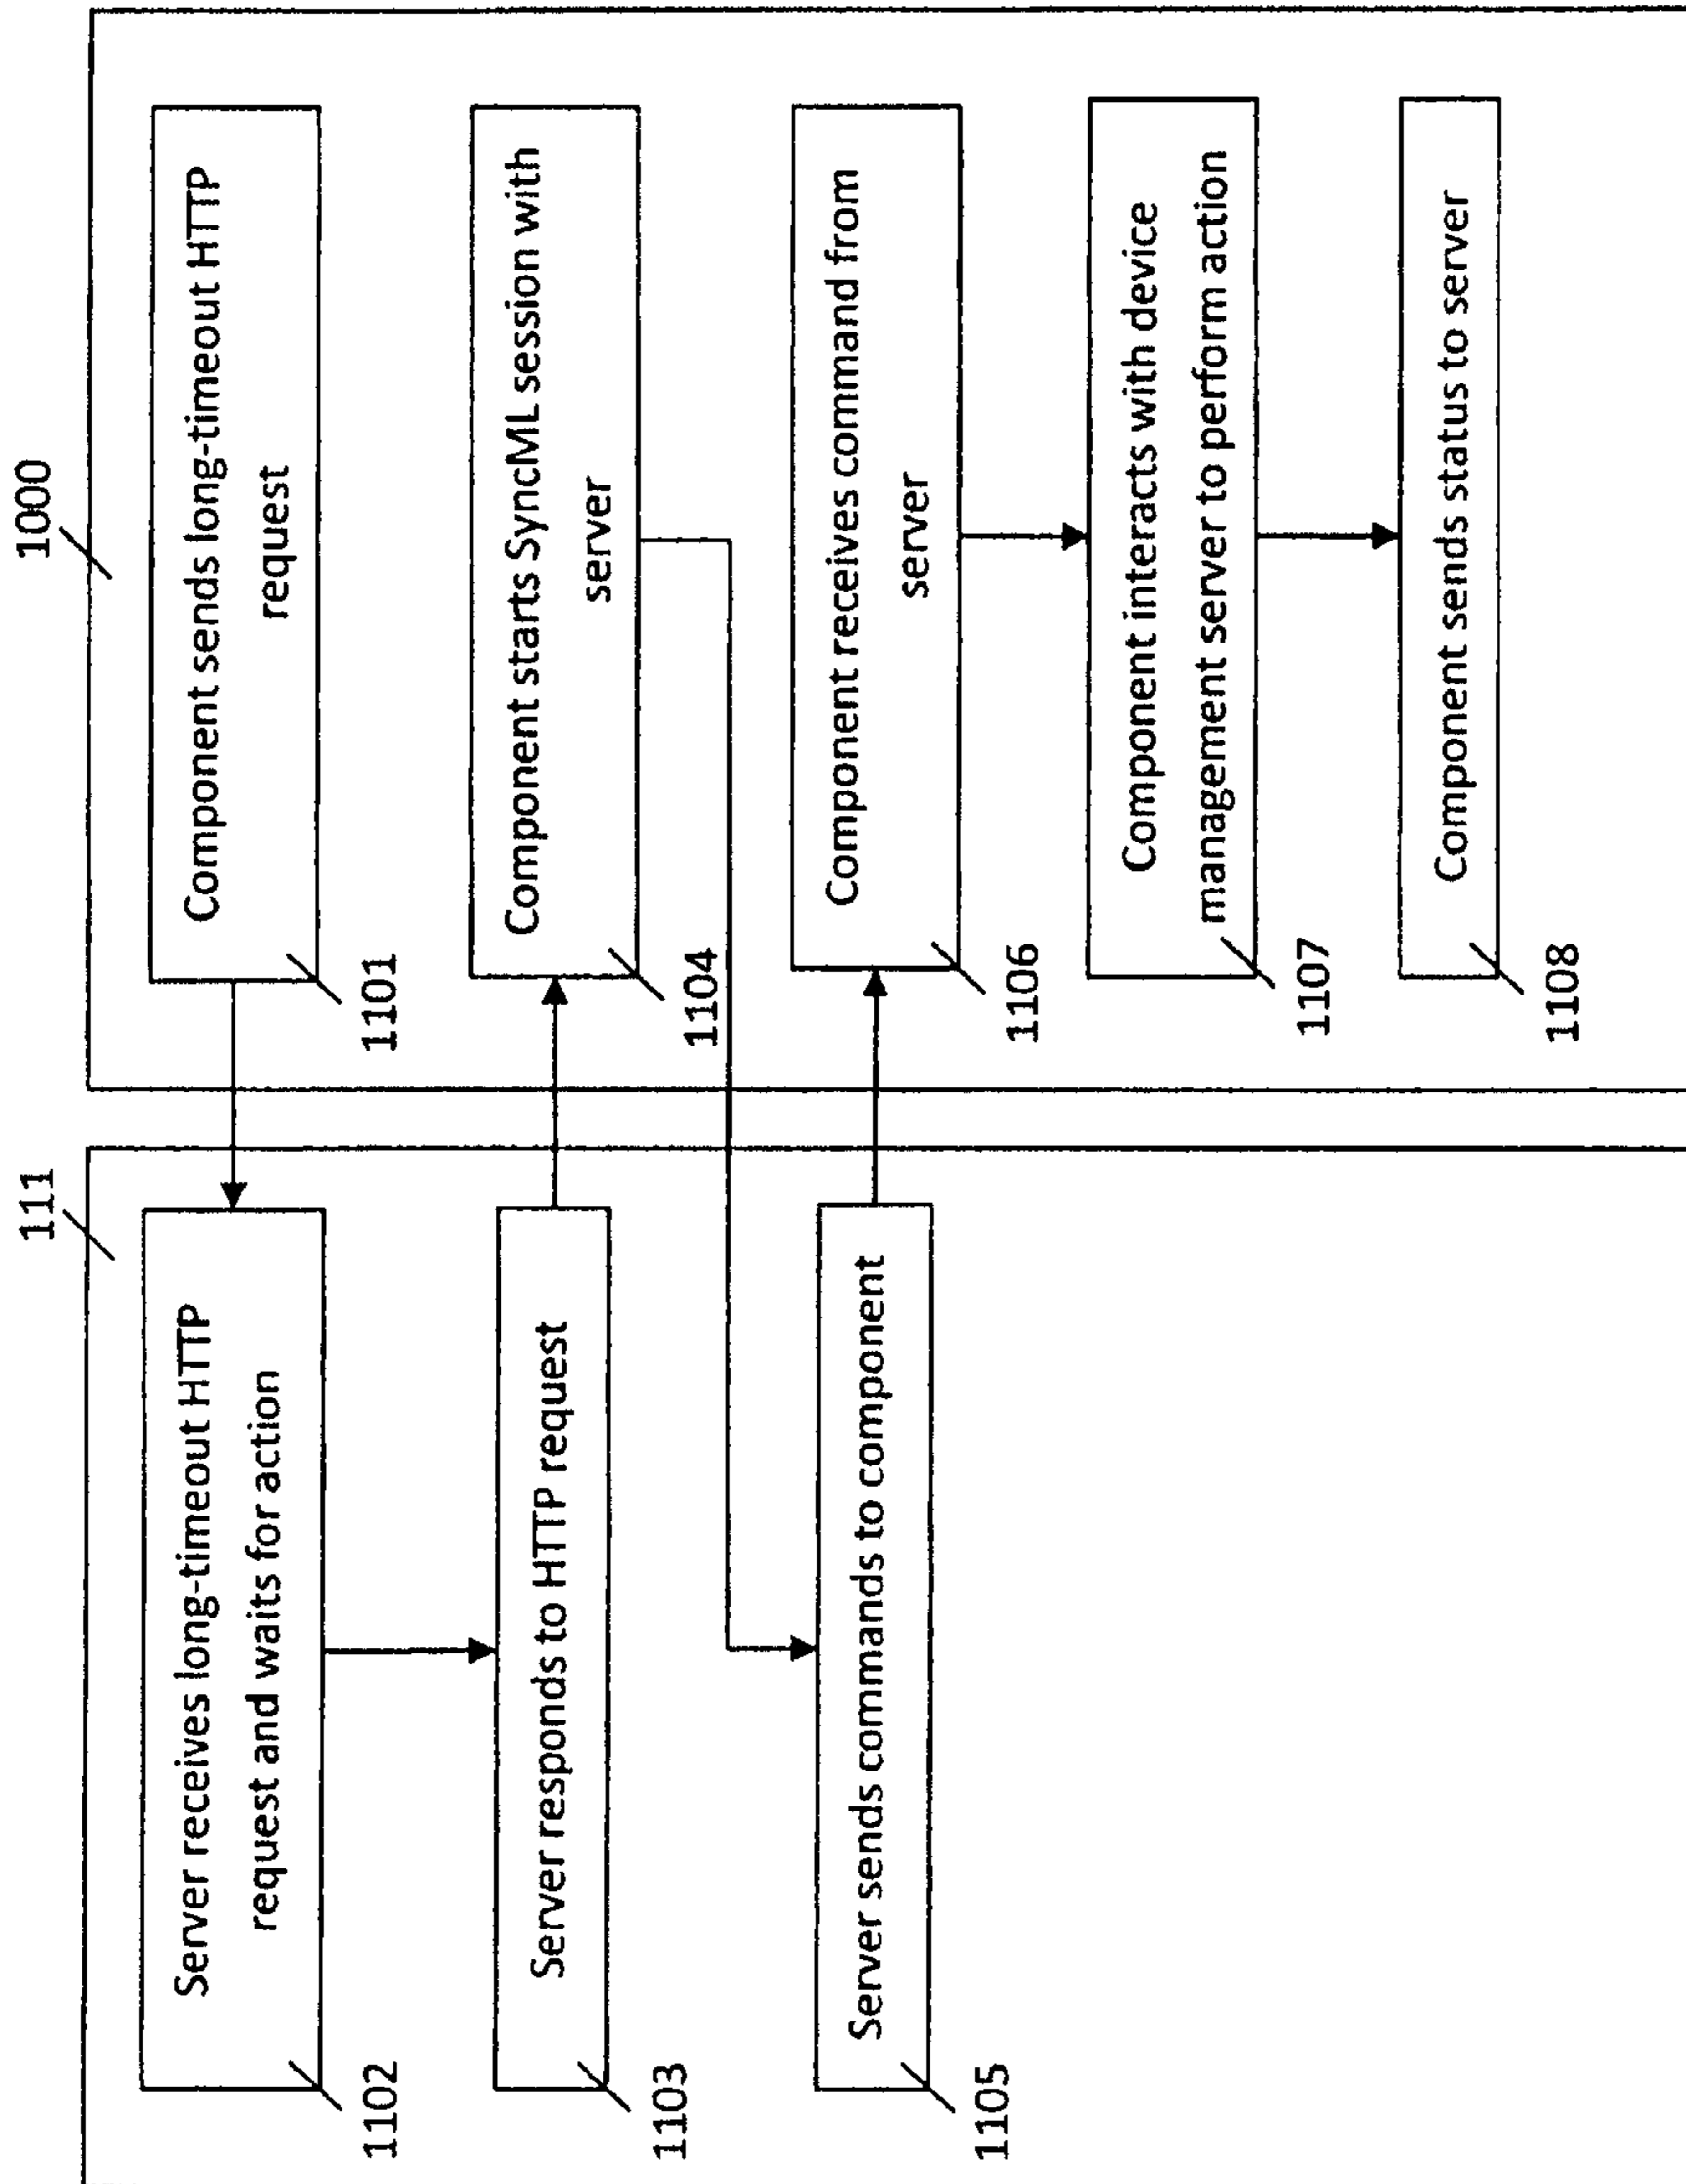 111
Server receives long-timeout HTTP
request and waits for action
1102
Server responds to HTTP request
1103
Server sends commands to component
1105
1000
Component sends long-timeout HTTP
request
1101
Component starts SyncML session with
server
1104
Component receives command from
server
1106
Component interacts with device
management server to perform action
1107
Component sends status to server
1108